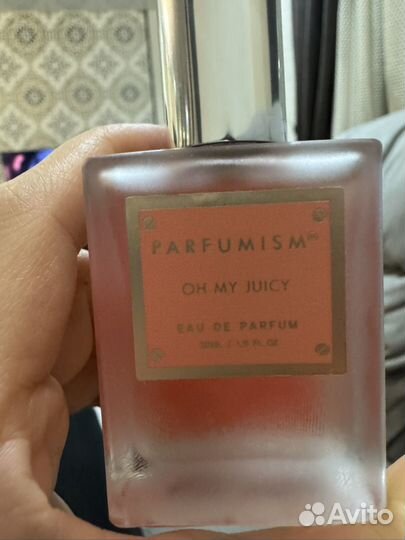 PARFUMISM
OH MY JUICY
EAU DE PARFUM
Avito